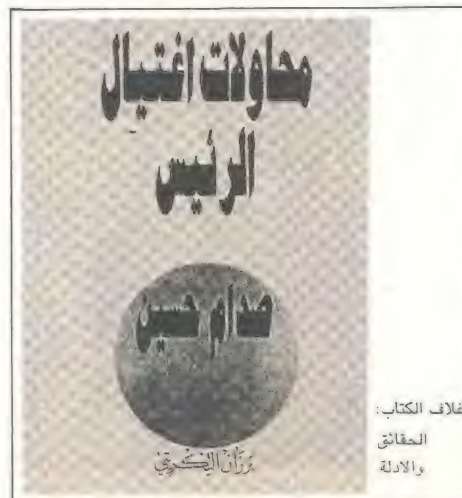 محاولات اغتيال
الرئيس
صدام حسين
برزان التكريتي
غلاف الكتاب:
الحقائق
والادلة